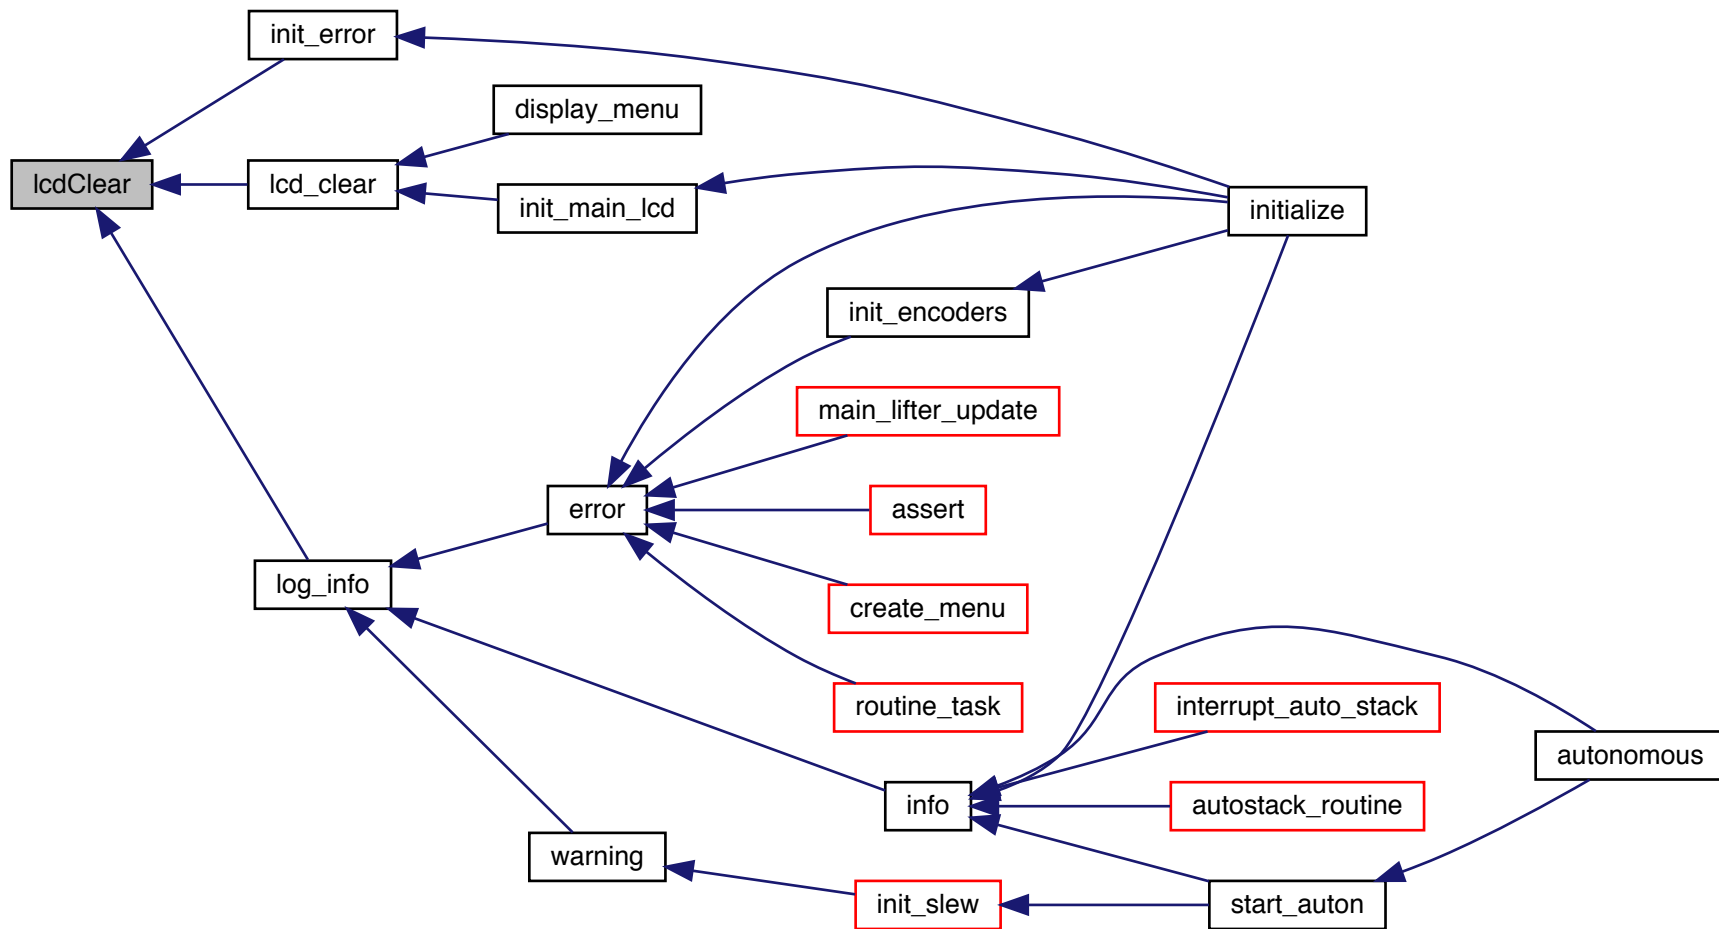 init_error
display_menu
lcdClear
lcd_clear
init_main_lcd
initialize
init_encoders
main_lifter_update
error
assert
log_info
create_menu
routine_task
interrupt_auto_stack
autonomous
info
autostack_routine
warning
init_slew
start_auton